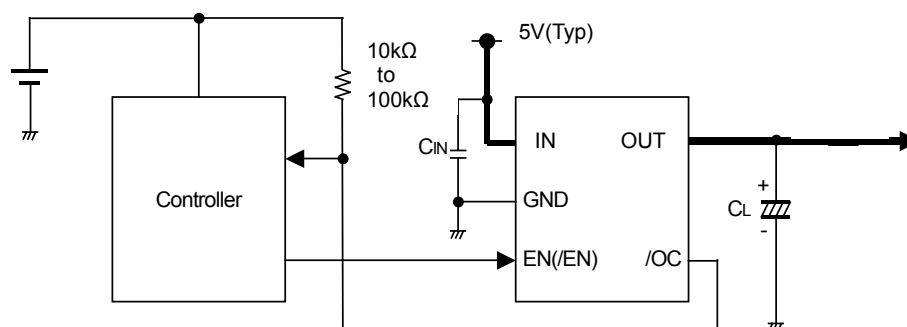 5V(Typ)
10kΩ
to
100kΩ
CIN
IN
OUT
Controller
GND
+
CL
-
EN(/EN)
/OC